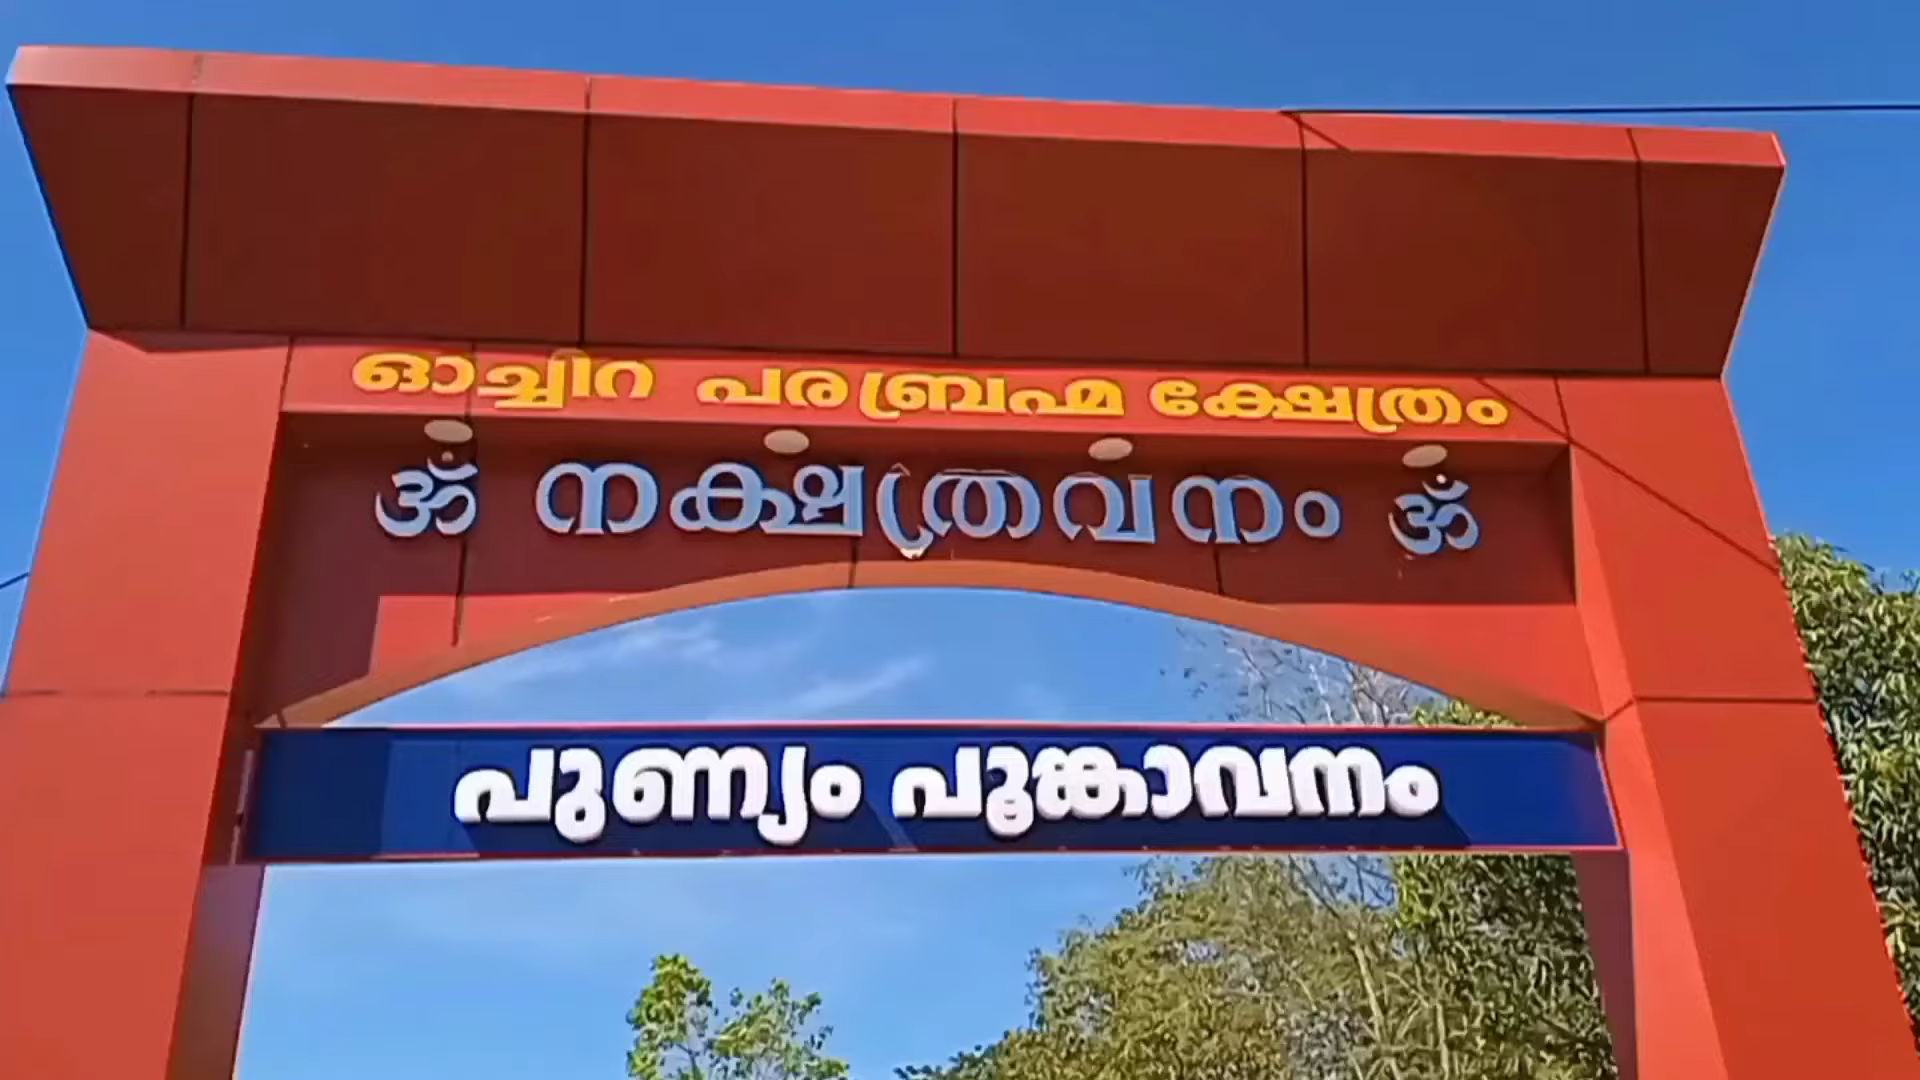 ഓച്ചിറ പരബ്രഹ്മ ക്ഷേത്രം
ॐ നക്ഷത്രവനം ॐ
പുണ്യം പൂങ്കാവനം